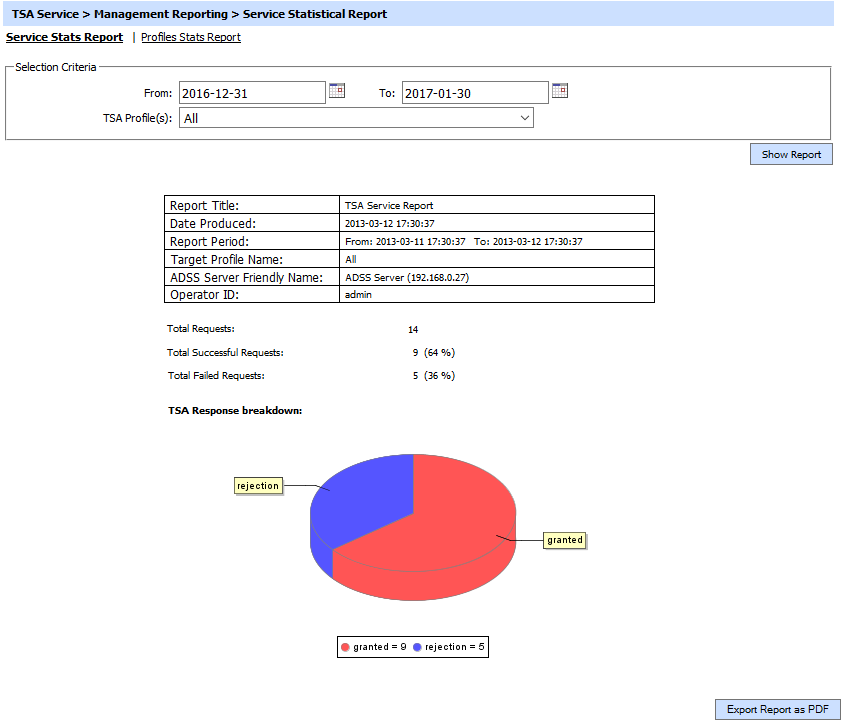 TSA Service > Management Reporting > Service Statistical Report
Service Stats Report | Profiles Stats Report
Selection Criteria
From: 2016-12-31 To: 2017-01-30
TSA Profile(s): All
Show Report
Report Title: TSA Service Report
Date Produced: 2013-03-12 17:30:37
Report Period: From: 2013-03-11 17:30:37 To: 2013-03-12 17:30:37
Target Profile Name: All
ADSS Server Friendly Name: ADSS Server (192.168.0.27)
Operator ID: admin
Total Requests: 14
Total Successful Requests: 9 (64 %)
Total Failed Requests: 5 (36 %)
TSA Response breakdown:
rejection
granted
granted = 9 rejection = 5
Export Report as PDF